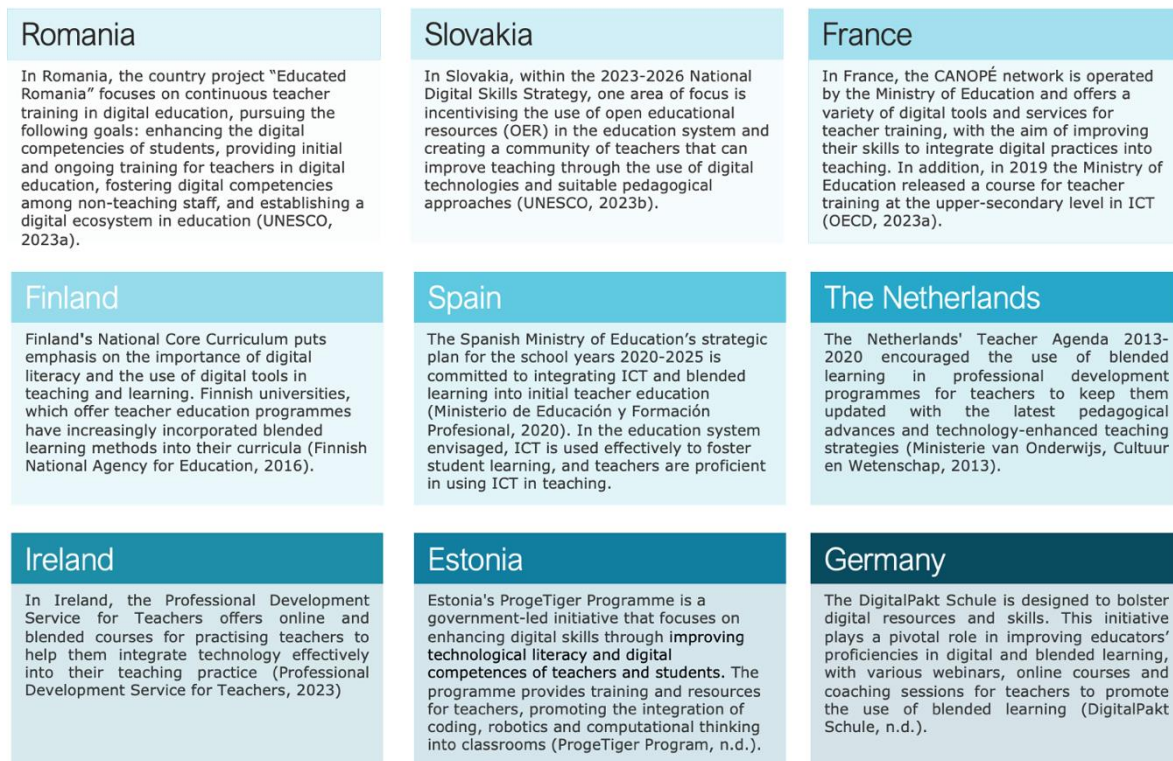 Romania
In Romania, the country project “Educated
Romania” focuses on continuous teacher
training in digital education, pursuing the
following goals: enhancing the digital
competencies of students, providing initial
and ongoing training for teachers in digital
education, fostering digital competencies
among non-teaching staff, and establishing a
digital ecosystem in education (UNESCO,
2023a).
Slovakia
In Slovakia, within the 2023-2026 National
Digital Skills Strategy, one area of focus is
incentivising the use of open educational
resources (OER) in the education system and
creating a community of teachers that can
improve teaching through the use of digital
technologies and suitable pedagogical
approaches (UNESCO, 2023b).
France
In France, the CANOPÉ network is operated
by the Ministry of Education and offers a
variety of digital tools and services for
teacher training, with the aim of improving
their skills to integrate digital practices into
teaching. In addition, in 2019 the Ministry of
Education released a course for teacher
training at the upper-secondary level in ICT
(OECD, 2023a).
Finland
Finland's National Core Curriculum puts
emphasis on the importance of digital
literacy and the use of digital tools in
teaching and learning. Finnish universities,
which offer teacher education programmes
have increasingly incorporated blended
learning methods into their curricula (Finnish
National Agency for Education, 2016).
Spain
The Spanish Ministry of Education’s strategic
plan for the school years 2020-2025 is
committed to integrating ICT and blended
learning into initial teacher education
(Ministerio de Educación y Formación
Profesional, 2020). In the education system
envisaged, ICT is used effectively to foster
student learning, and teachers are proficient
in using ICT in teaching.
The Netherlands
The Netherlands' Teacher Agenda 2013-
2020 encouraged the use of blended
learning in professional development
programmes for teachers to keep them
updated with the latest pedagogical
advances and technology-enhanced teaching
strategies (Ministerie van Onderwijs, Cultuur
en Wetenschap, 2013).
Ireland
In Ireland, the Professional Development
Service for Teachers offers online and
blended courses for practising teachers to
help them integrate technology effectively
into their teaching practice (Professional
Development Service for Teachers, 2023)
Estonia
Estonia's ProgeTiger Programme is a
government-led initiative that focuses on
enhancing digital skills through improving
technological literacy and digital
competences of teachers and students. The
programme provides training and resources
for teachers, promoting the integration of
coding, robotics and computational thinking
into classrooms (ProgeTiger Program, n.d.).
Germany
The DigitalPakt Schule is designed to bolster
digital resources and skills. This initiative
plays a pivotal role in improving educators’
proficiencies in digital and blended learning,
with various webinars, online courses and
coaching sessions for teachers to promote
the use of blended learning (DigitalPakt
Schule, n.d.).